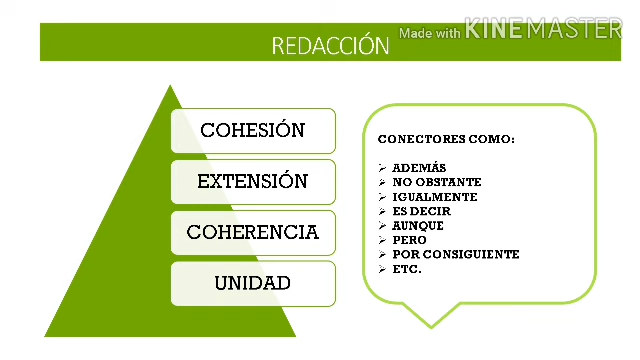 REDACCIÓN
Made with KINEMASTER
COHESIÓN
EXTENSIÓN
COHERENCIA
UNIDAD
CONECTORES COMO:
➢ ADEMÁS
➢ NO OBSTANTE
➢ IGUALMENTE
➢ ES DECIR
➢ AUNQUE
➢ PERO
➢ POR CONSIGUIENTE
➢ ETC.